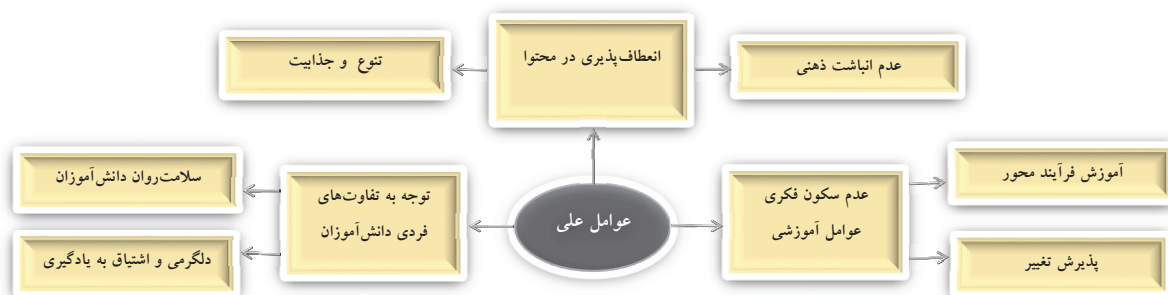 انعطاف‌پذیری در محتوا
عدم انباشت ذهنی
تنوع و جذابیت
عوامل علی
عدم سکون فکری
عوامل آموزشی
آموزش فرآیند محور
پذیرش تغییر
توجه به تفاوت‌های
فردی دانش‌آموزان
سلامت‌روان دانش‌آموزان
دلگرمی و اشتیاق به یادگیری